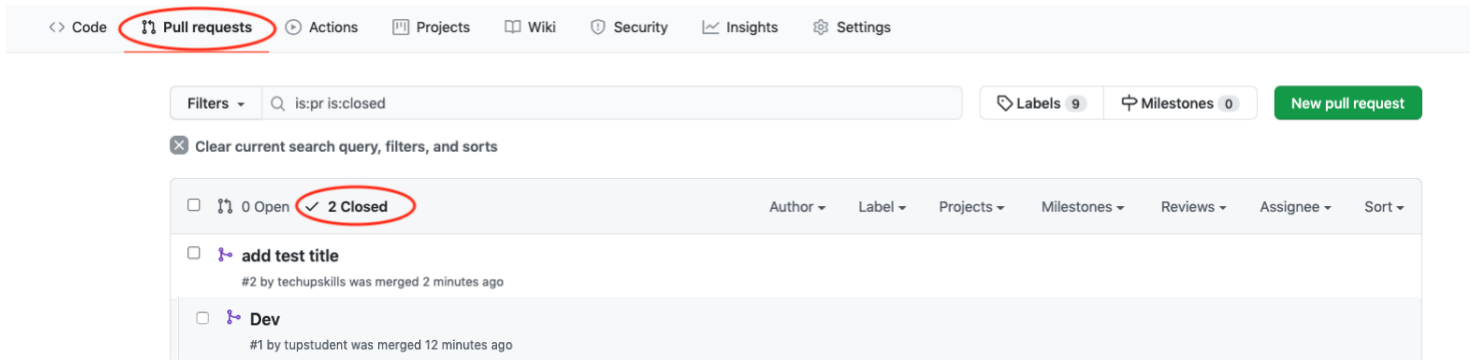 Code Pull requests Actions Projects Wiki Security Insights Settings
Filters is:pr is:closed Labels 9 Milestones 0 New pull request
Clear current search query, filters, and sorts
0 Open 2 Closed Author Label Projects Milestones Reviews Assignee Sort
add test title
#2 by techupskills was merged 2 minutes ago
Dev
#1 by tupstudent was merged 12 minutes ago